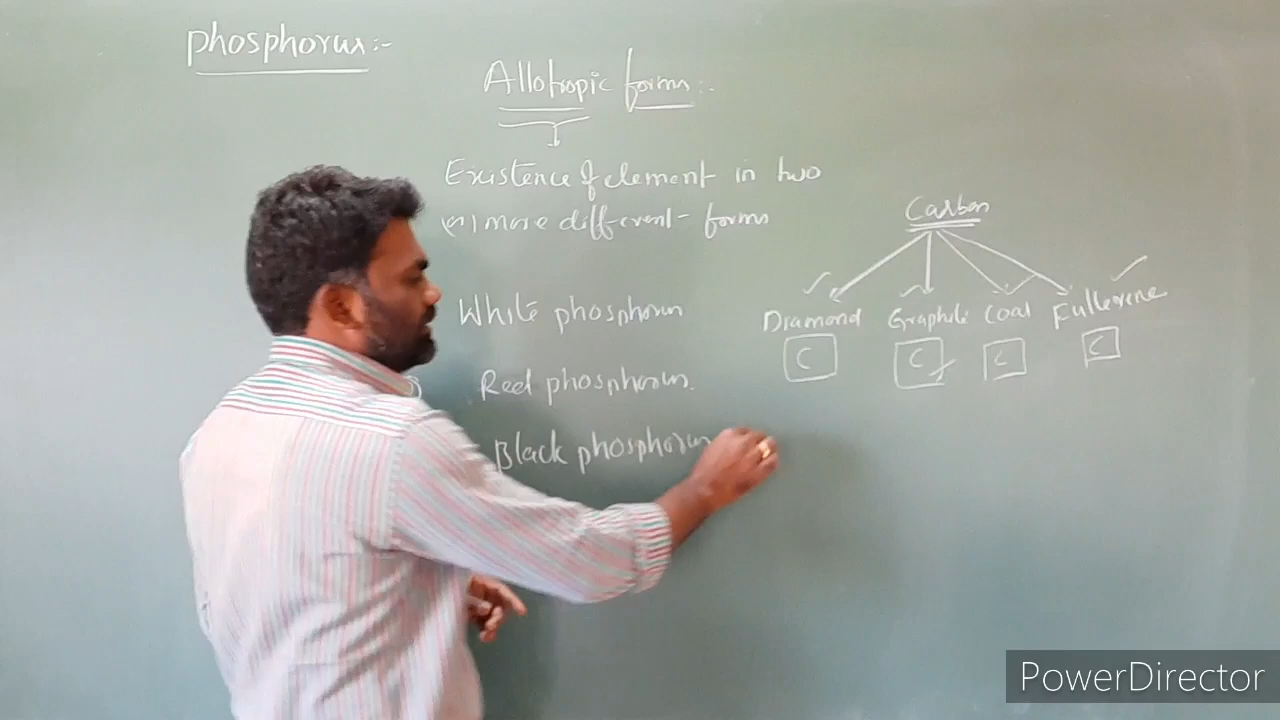 phosphorus:-
Allotropic forms:-
Existence of element in two
(or) more different forms
Carbon
Diamond Graphite Coal Fullerene
C C C C
White phosphorus
Red phosphorus.
Black phosphorus
PowerDirector